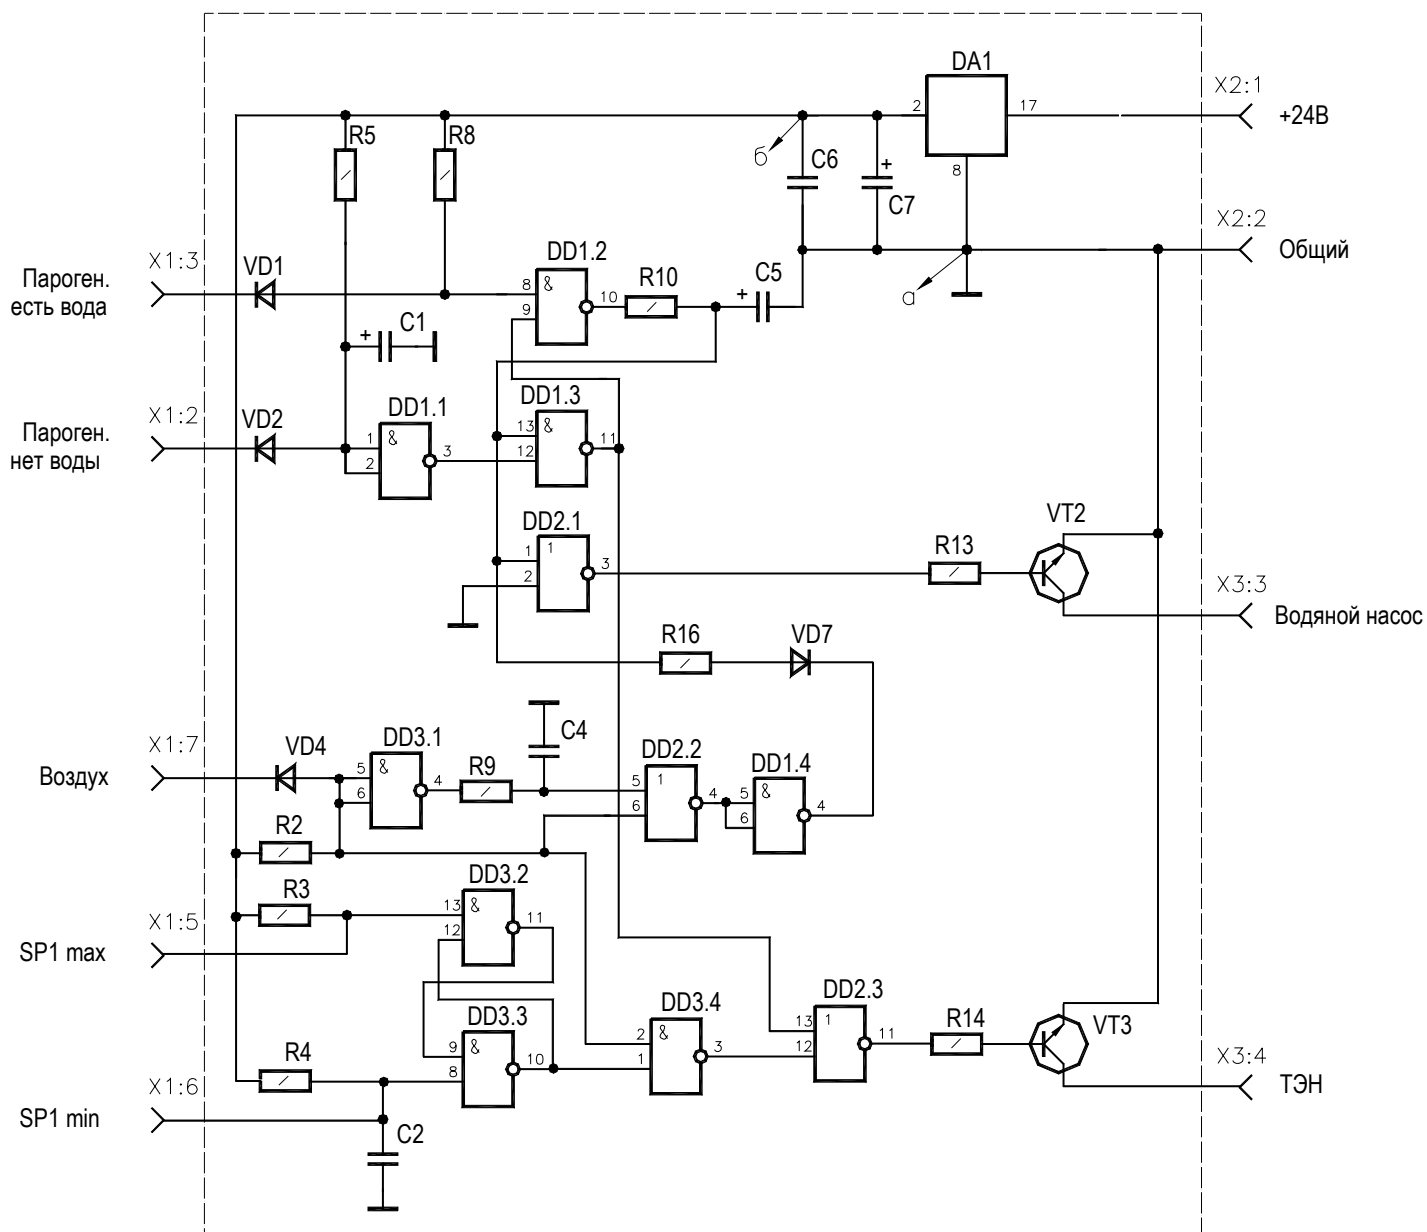 DA1
X2:1
2
17
+24В
R5
R8
б
C6
+
C7
8
X2:2
Общий
а
X1:3
VD1
Пароген.
есть вода
DD1.2
8
9
10
R10
+
C5
+
C1
X1:2
VD2
Пароген.
нет воды
DD1.1
1
2
&
3
DD1.3
13
12
&
11
DD2.1
1
2
1
3
R13
VT2
X3:3
Водяной насос
R16
VD7
X1:7
VD4
Воздух
DD3.1
5
6
&
4
R9
C4
DD2.2
5
6
1
4
DD1.4
5
6
&
4
R2
R3
X1:5
SP1 max
DD3.2
13
12
&
11
DD3.3
9
8
&
10
DD3.4
2
1
&
3
DD2.3
13
12
1
11
R14
VT3
X3:4
ТЭН
R4
X1:6
SP1 min
C2